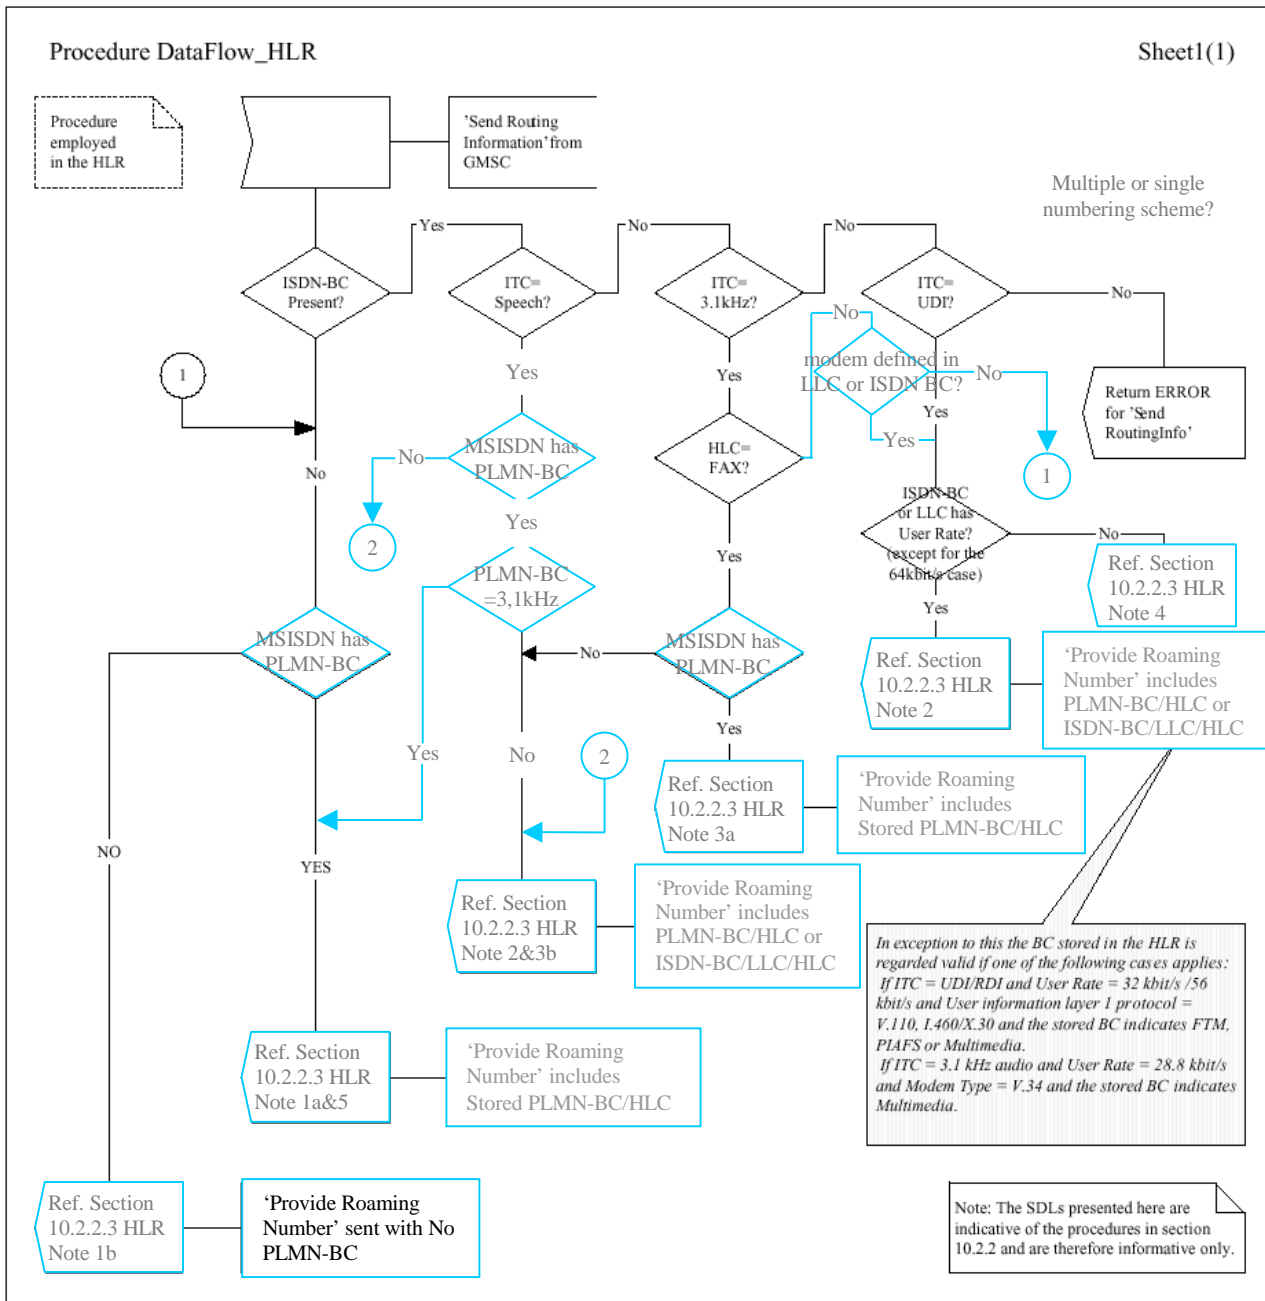 Procedure DataFlow_HLR
Sheet1(1)
Procedure
employed
in the HLR
'Send Routing
Information'from
GMSC
Multiple or single
numbering scheme?
Yes
No
No
ISDN-BC
Present?
ITC=
Speech?
ITC=
3.1kHz?
ITC=
UDI?
No
No
1
Yes
Yes
modem defined in
LLC or ISDN BC?
No
Return ERROR
for 'Send
RoutingInfo'
Yes
Yes
No
MSISDN has
PLMN-BC
No
HLC=
FAX?
1
2
Yes
ISDN-BC
or LLC has
User Rate?
(except for the
64kbit/s case)
No
Yes
PLMN-BC
=3,1kHz
Ref. Section
10.2.2.3 HLR
Note 4
Yes
MSISDN has
PLMN-BC
No
MSISDN has
PLMN-BC
Ref. Section
10.2.2.3 HLR
Note 2
‘Provide Roaming
Number’ includes
PLMN-BC/HLC or
ISDN-BC/LLC/HLC
Yes
Yes
No
2
Ref. Section
10.2.2.3 HLR
Note 3a
‘Provide Roaming
Number’ includes
Stored PLMN-BC/HLC
NO
YES
Ref. Section
10.2.2.3 HLR
Note 2&3b
‘Provide Roaming
Number’ includes
PLMN-BC/HLC or
ISDN-BC/LLC/HLC
In exception to this the BC stored in the HLR is
regarded valid if one of the following cases applies:
If ITC = UDI/RDI and User Rate = 32 kbit/s /56
kbit/s and User information layer 1 protocol =
V.110, I.460/X.30 and the stored BC indicates FTM,
PIAFS or Multimedia.
If ITC = 3.1 kHz audio and User Rate = 28.8 kbit/s
and Modem Type = V.34 and the stored BC indicates
Multimedia.
Ref. Section
10.2.2.3 HLR
Note 1a&5
‘Provide Roaming
Number’ includes
Stored PLMN-BC/HLC
Ref. Section
10.2.2.3 HLR
Note 1b
‘Provide Roaming
Number’ sent with No
PLMN-BC
Note: The SDLs presented here are
indicative of the procedures in section
10.2.2 and are therefore informative only.